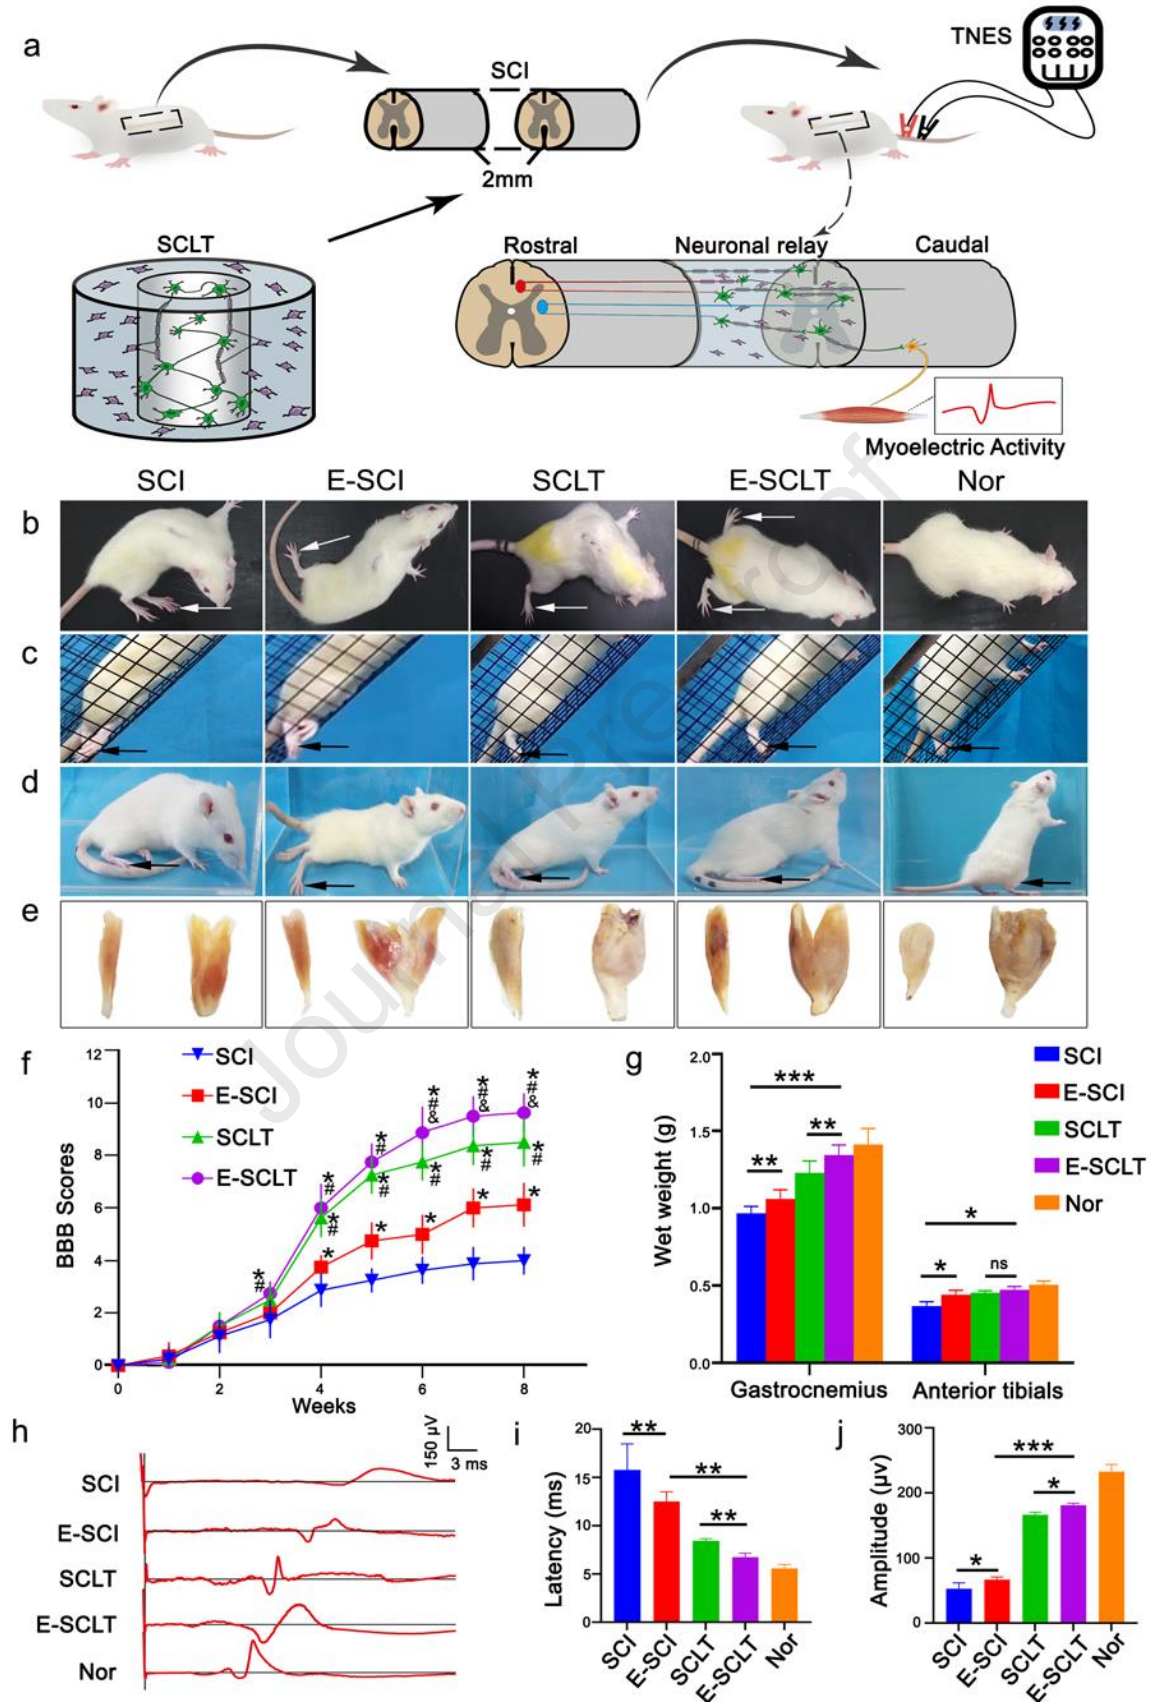 a
TNES
SCI
2mm
SCLT
Rostral
Neuronal relay
Caudal
Myoelectric Activity
SCI
E-SCI
SCLT
E-SCLT
Nor
b
c
d
e
Journal Pre-proof
f
12
10
8
6
4
2
0
BBB Scores
0
2
4
6
8
Weeks
SCI
E-SCI
SCLT
E-SCLT
*
#
*
*
#
*
#
*
*
#
*
#
*
*
#
&
*
#
*
*
#
&
*
#
*
*
#
&
*
#
g
2.0
1.5
1.0
0.5
0.0
Wet weight (g)
***
**
**
*
*
ns
Gastrocnemius
Anterior tibials
SCI
E-SCI
SCLT
E-SCLT
Nor
h
150 μV
3 ms
SCI
E-SCI
SCLT
E-SCLT
Nor
i
20
15
10
5
0
Latency (ms)
**
**
**
SCI
E-SCI
SCLT
E-SCLT
Nor
j
300
200
100
0
Amplitude (μv)
***
*
*
SCI
E-SCI
SCLT
E-SCLT
Nor